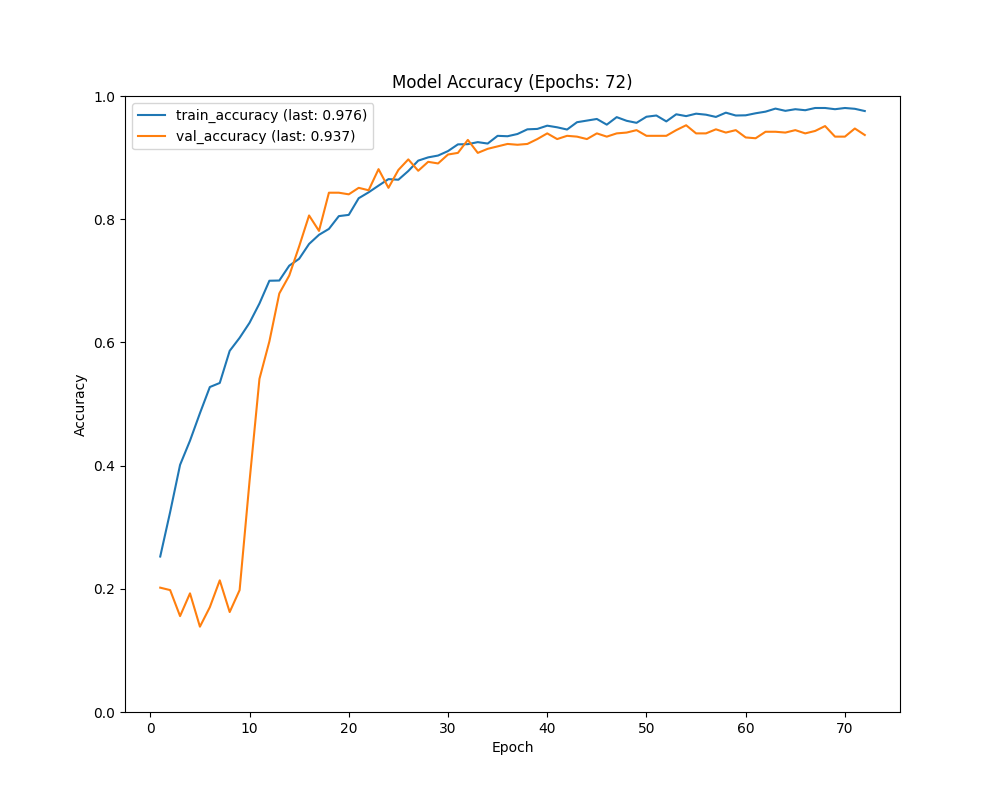 Model Accuracy (Epochs: 72)
train_accuracy (last: 0.976)
val_accuracy (last: 0.937)
1.0
0.8
0.6
0.4
0.2
0.0
Accuracy
0 10 20 30 40 50 60 70
Epoch